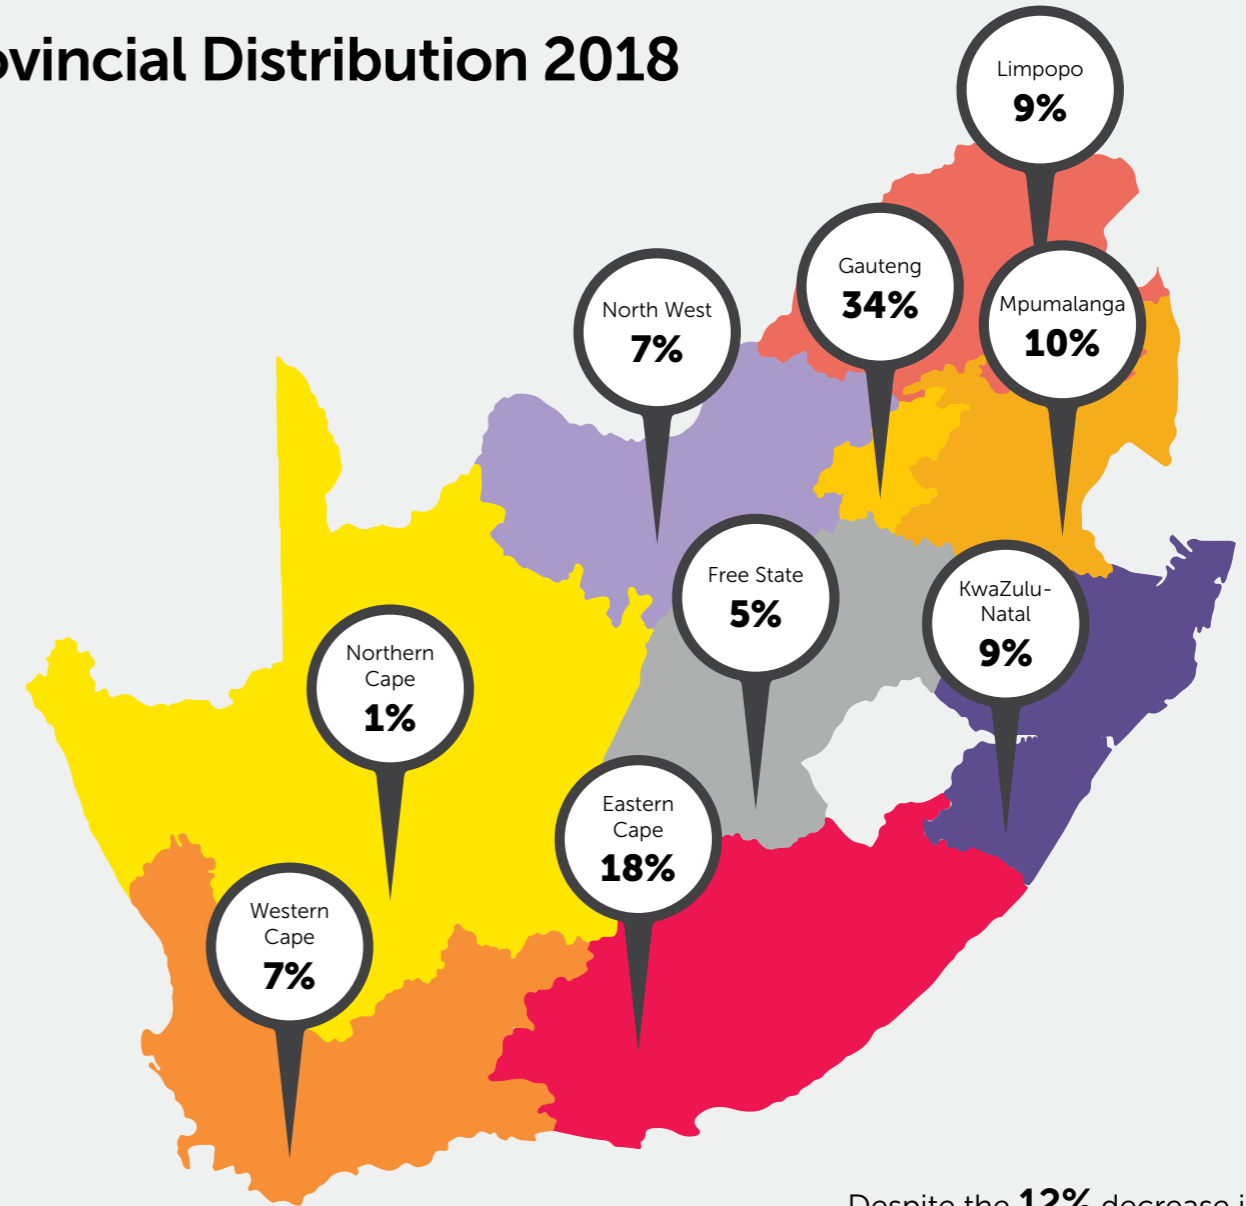 Distribution 2018
Limpopo
9%
Gauteng
34%
Mpumalanga
10%
North West
7%
Free State
5%
KwaZulu-
Natal
9%
Northern
Cape
1%
Eastern
Cape
18%
Western
Cape
7%
Despite the 12% decrease